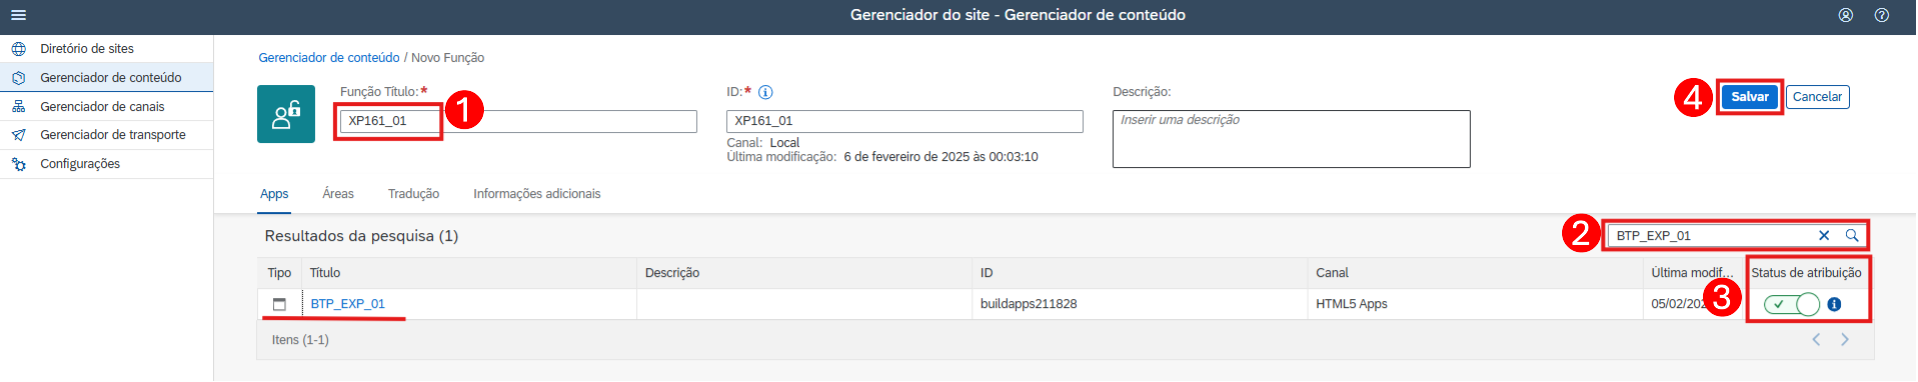 Gerenciador do site - Gerenciador de conteúdo
Diretório de sites
Gerenciador de conteúdo
Gerenciador de canais
Gerenciador de transporte
Configurações
Gerenciador de conteúdo / Novo Função
Função Título:*
XP161_01
1
ID:*
XP161_01
Canal: Local
Última modificação: 6 de fevereiro de 2025 às 00:03:10
Descrição:
Inserir uma descrição
4
Salvar
Cancelar
Apps
Áreas
Tradução
Informações adicionais
Resultados da pesquisa (1)
2
BTP_EXP_01
Tipo
Título
Descrição
ID
Canal
Última modif...
Status de atribuição
BTP_EXP_01
buildapps211828
HTML5 Apps
05/02/202
3
Itens (1-1)